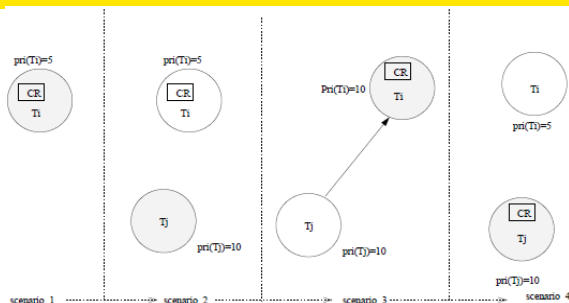 pri(Ti)=5
CR
Ti
pri(Ti)=5
CR
Ti
Tj
pri(Tj)=10
Pri(Ti)=10
CR
Ti
Tj
pri(Tj)=10
Ti
pri(Ti)=5
CR
Tj
pri(Tj)=10
scenario 1
scenario 2
scenario 3
scenario 4